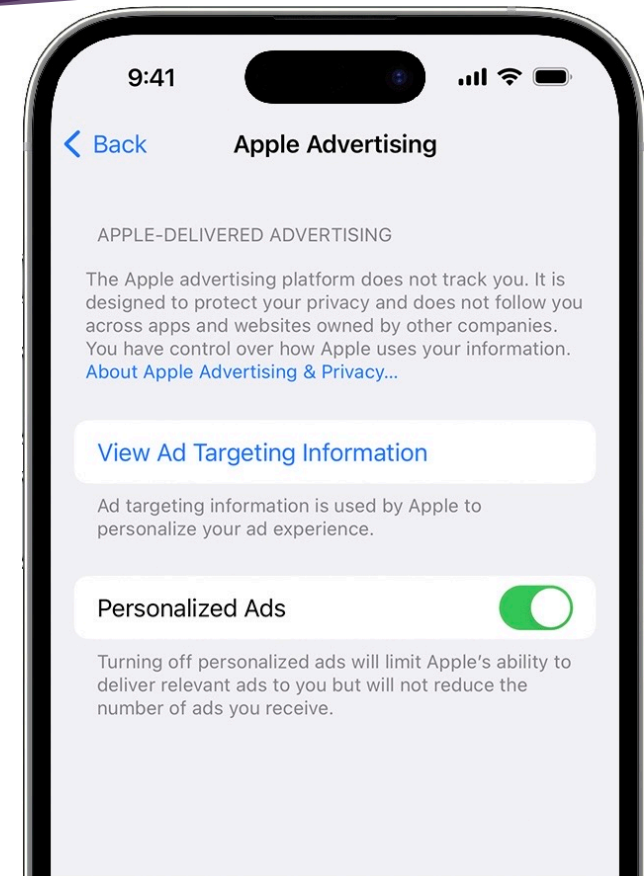 9:41
Back Apple Advertising
APPLE-DELIVERED ADVERTISING
The Apple advertising platform does not track you. It is
designed to protect your privacy and does not follow you
across apps and websites owned by other companies.
You have control over how Apple uses your information.
About Apple Advertising & Privacy...
View Ad Targeting Information
Ad targeting information is used by Apple to
personalize your ad experience.
Personalized Ads
Turning off personalized ads will limit Apple's ability to
deliver relevant ads to you but will not reduce the
number of ads you receive.